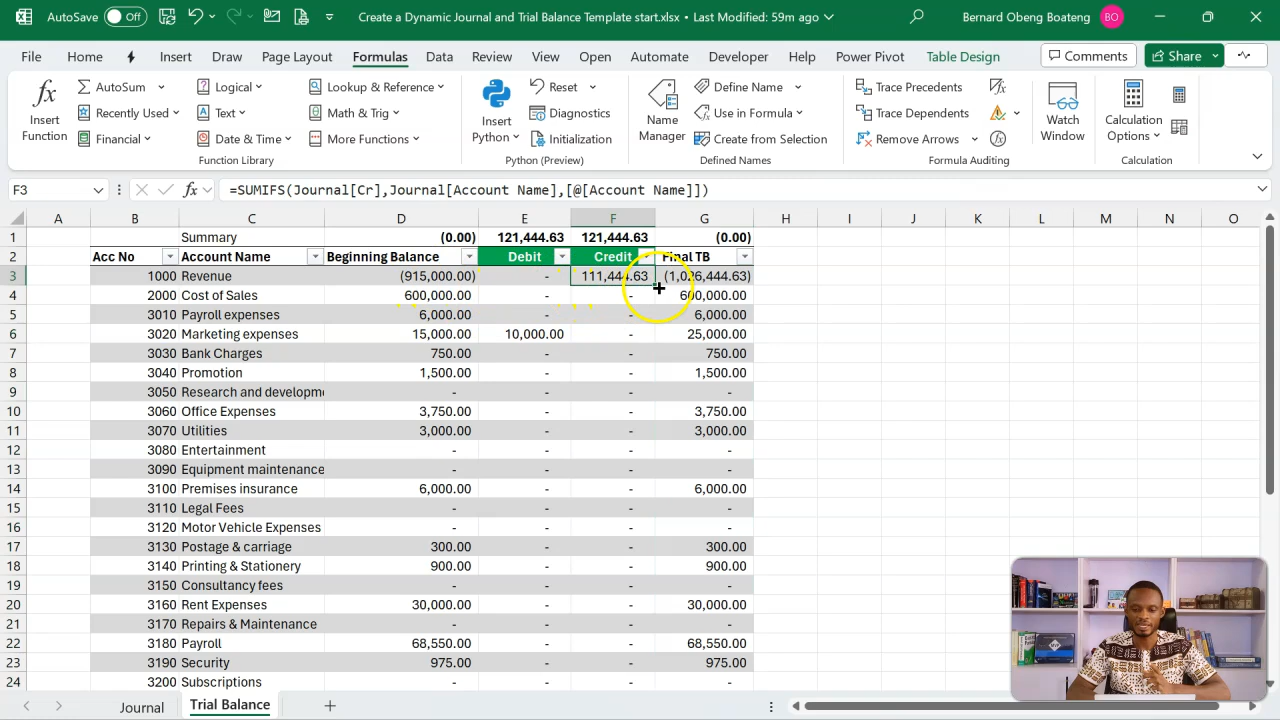 AutoSave Off Create a Dynamic Journal and Trial Balance Template start.xlsx • Last Modified: 59m ago Bernard Obeng Boateng BO
File Home Insert Draw Page Layout Formulas Data Review View Open Automate Developer Help Power Pivot Table Design Comments Share
Insert Function
AutoSum
Recently Used
Financial
Logical
Text
Date & Time
Lookup & Reference
Math & Trig
More Functions
Function Library
Insert Python
Reset
Diagnostics
Initialization
Python (Preview)
Name Manager
Define Name
Use in Formula
Create from Selection
Defined Names
Trace Precedents
Trace Dependents
Remove Arrows
Formula Auditing
Watch Window
Calculation Options
Calculation
F3 fx =SUMIFS(Journal[Cr],Journal[Account Name],[@[Account Name]])
A B C D E F G H I J K L M N O
1 Summary (0.00) 121,444.63 121,444.63 (0.00)
2 Acc No Account Name Beginning Balance Debit Credit Final TB
3 1000 Revenue (915,000.00) - 111,444.63 (1,026,444.63)
4 2000 Cost of Sales 600,000.00 - - 600,000.00
5 3010 Payroll expenses 6,000.00 - - 6,000.00
6 3020 Marketing expenses 15,000.00 10,000.00 - 25,000.00
7 3030 Bank Charges 750.00 - - 750.00
8 3040 Promotion 1,500.00 - - 1,500.00
9 3050 Research and developm - - - -
10 3060 Office Expenses 3,750.00 - - 3,750.00
11 3070 Utilities 3,000.00 - - 3,000.00
12 3080 Entertainment - - - -
13 3090 Equipment maintenance - - - -
14 3100 Premises insurance 6,000.00 - - 6,000.00
15 3110 Legal Fees - - - -
16 3120 Motor Vehicle Expenses - - - -
17 3130 Postage & carriage 300.00 - - 300.00
18 3140 Printing & Stationery 900.00 - - 900.00
19 3150 Consultancy fees - - - -
20 3160 Rent Expenses 30,000.00 - - 30,000.00
21 3170 Repairs & Maintenance - - - -
22 3180 Payroll 68,550.00 - - 68,550.00
23 3190 Security 975.00 - - 975.00
24 3200 Subscriptions - - - -
Journal Trial Balance